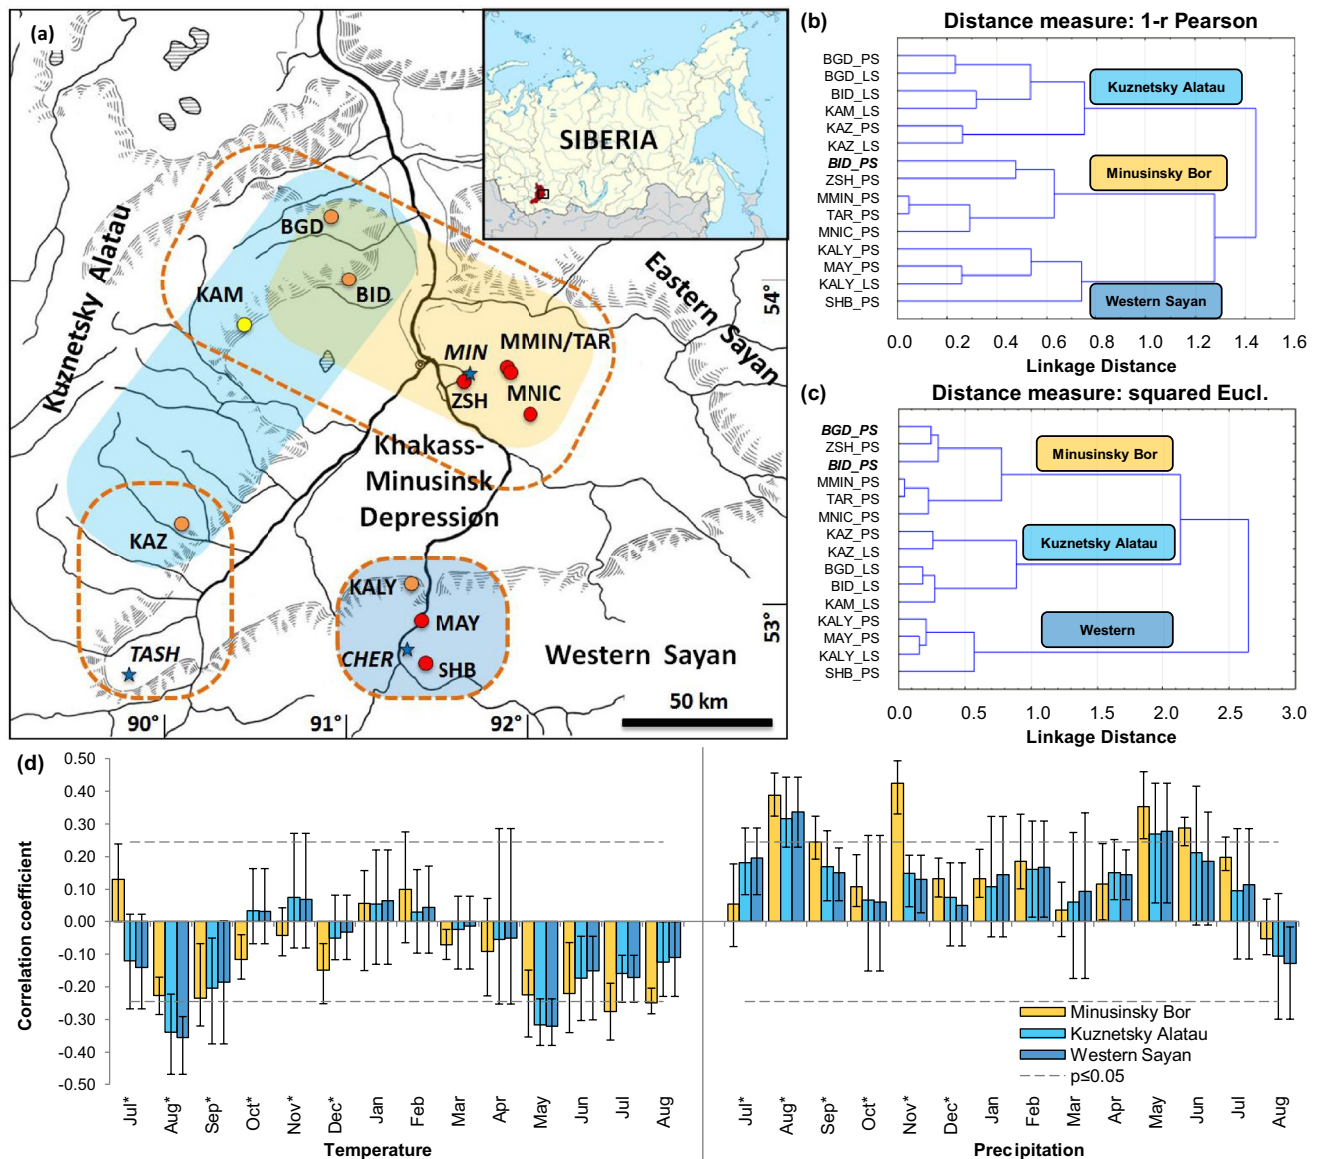 (a)
SIBERIA
Kuznetsky Alatau
BGD
BID
KAM
Eastern Sayan
54°
MIN
MMIN/TAR
ZSH
MNIC
Khakass-
Minusinsk
Depression
KAZ
KALY
MAY
53°
TASH
CHER
SHB
Western Sayan
50 km
90°
91°
92°
(b)
Distance measure: 1-r Pearson
BGD_PS
BGD_LS
BID_LS
KAM_LS
KAZ_PS
KAZ_LS
BID_PS
ZSH_PS
MMIN_PS
TAR_PS
MNIC_PS
KALY_PS
MAY_PS
KALY_LS
SHB_PS
Kuznetsky Alatau
Minusinsky Bor
Western Sayan
0.0 0.2 0.4 0.6 0.8 1.0 1.2 1.4 1.6
Linkage Distance
(c)
Distance measure: squared Eucl.
BGD_PS
ZSH_PS
BID_PS
MMIN_PS
TAR_PS
MNIC_PS
KAZ_PS
KAZ_LS
BGD_LS
BID_LS
KAM_LS
KALY_PS
MAY_PS
KALY_LS
SHB_PS
Minusinsky Bor
Kuznetsky Alatau
Western
0.0 0.5 1.0 1.5 2.0 2.5 3.0
Linkage Distance
(d)
Correlation coefficient
0.50
0.40
0.30
0.20
0.10
0.00
-0.10
-0.20
-0.30
-0.40
-0.50
Jul* Aug* Sep* Oct* Nov* Dec* Jan Feb Mar Apr May Jun Jul Aug
Temperature
Jul* Aug* Sep* Oct* Nov* Dec* Jan Feb Mar Apr May Jun Jul Aug
Precipitation
Minusinsky Bor
Kuznetsky Alatau
Western Sayan
p≤0.05